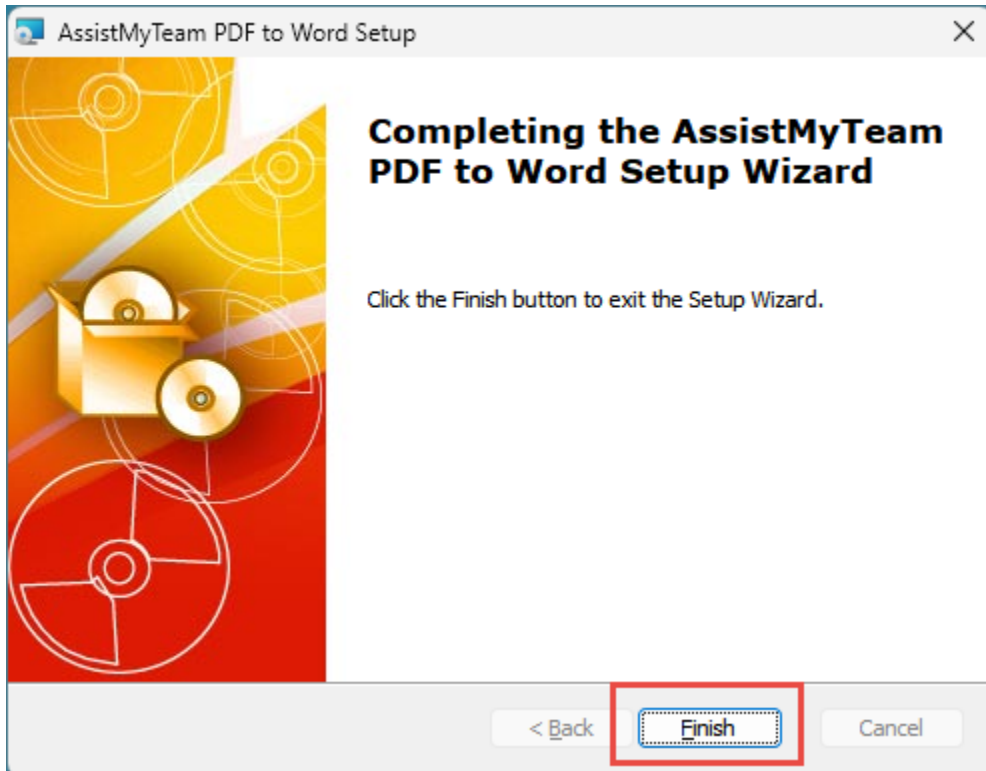 AssistMyTeam PDF to Word Setup
Completing the AssistMyTeam
PDF to Word Setup Wizard
Click the Finish button to exit the Setup Wizard.
< Back Finish Cancel